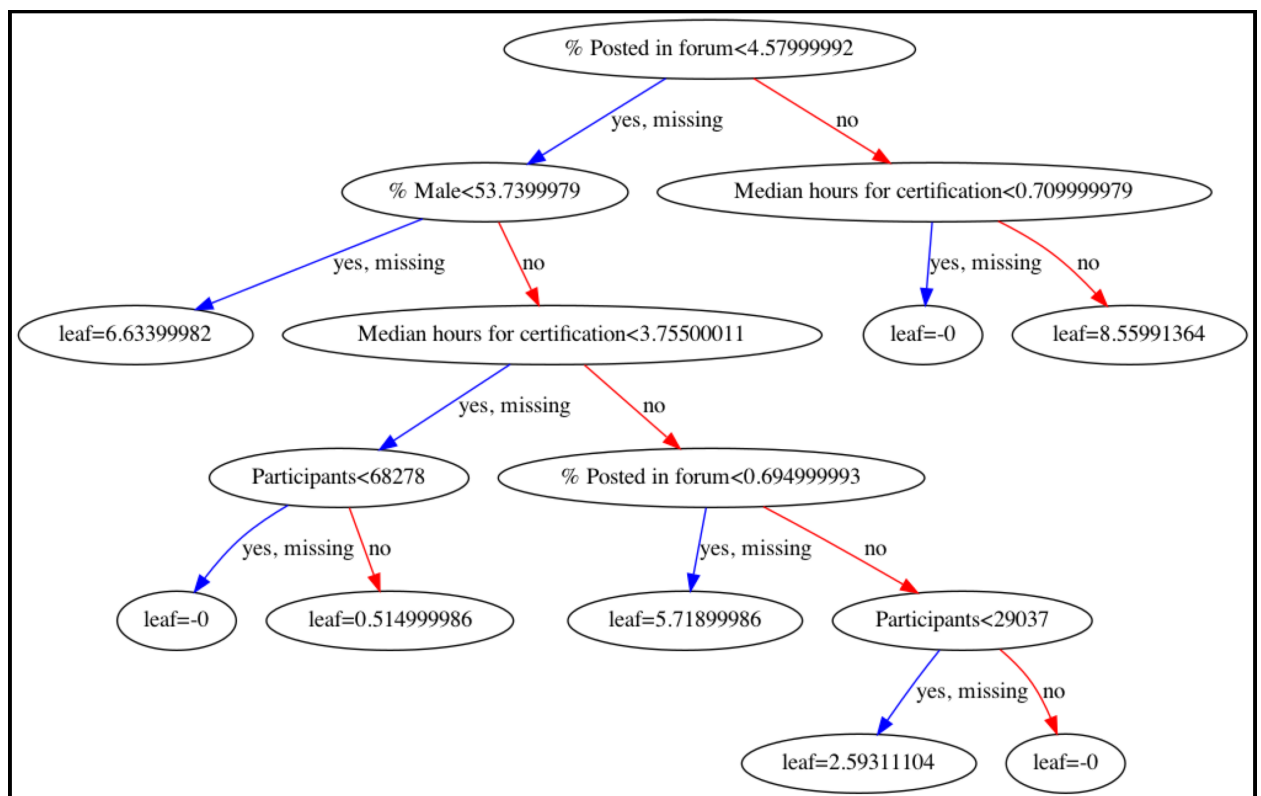 % Posted in forum<4.57999992
yes, missing
no
% Male<53.7399979
Median hours for certification<0.709999979
yes, missing
no
yes, missing
no
leaf=6.63399982
Median hours for certification<3.75500011
leaf=-0
leaf=8.55991364
yes, missing
no
Participants<68278
% Posted in forum<0.694999993
yes, missing
no
yes, missing
no
leaf=-0
leaf=0.514999986
leaf=5.71899986
Participants<29037
yes, missing
no
leaf=2.59311104
leaf=-0